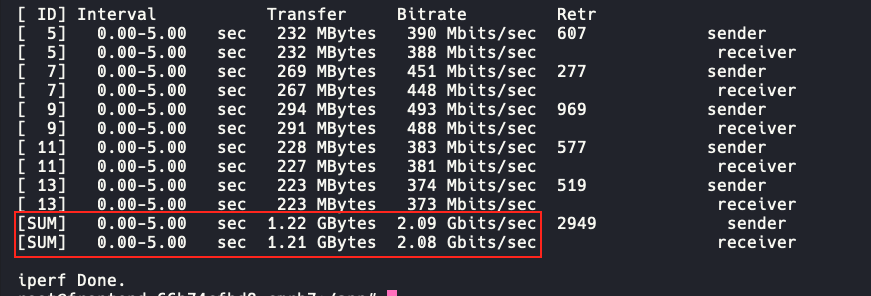 [ ID] Interval Transfer Bitrate Retr
[ 5] 0.00-5.00 sec 232 MBytes 390 Mbits/sec 607 sender
[ 5] 0.00-5.00 sec 232 MBytes 388 Mbits/sec receiver
[ 7] 0.00-5.00 sec 269 MBytes 451 Mbits/sec 277 sender
[ 7] 0.00-5.00 sec 267 MBytes 448 Mbits/sec receiver
[ 9] 0.00-5.00 sec 294 MBytes 493 Mbits/sec 969 sender
[ 9] 0.00-5.00 sec 291 MBytes 488 Mbits/sec receiver
[ 11] 0.00-5.00 sec 228 MBytes 383 Mbits/sec 577 sender
[ 11] 0.00-5.00 sec 227 MBytes 381 Mbits/sec receiver
[ 13] 0.00-5.00 sec 223 MBytes 374 Mbits/sec 519 sender
[ 13] 0.00-5.00 sec 223 MBytes 373 Mbits/sec receiver
[SUM] 0.00-5.00 sec 1.22 GBytes 2.09 Gbits/sec 2949 sender
[SUM] 0.00-5.00 sec 1.21 GBytes 2.08 Gbits/sec receiver
iperf Done.